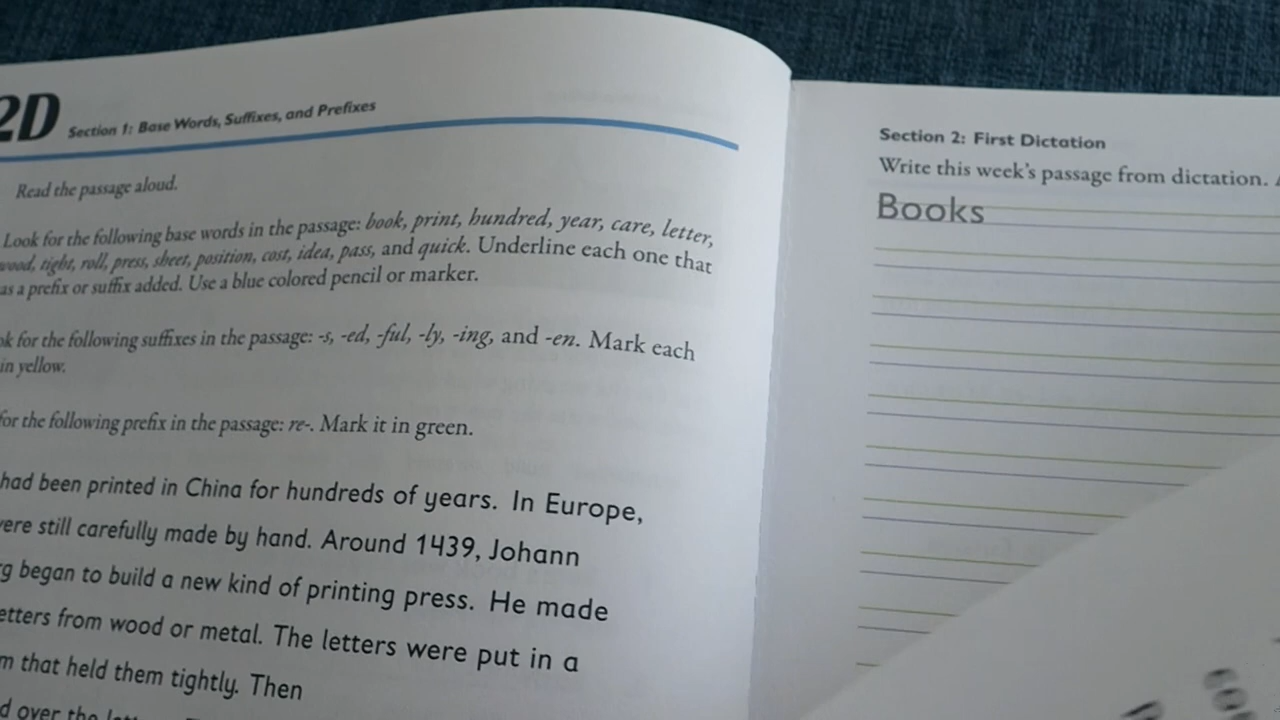 2D Section 1: Base Words, Suffixes, and Prefixes
Read the passage aloud.
Look for the following base words in the passage: book, print, hundred, year, care, letter,
wood, tight, roll, press, sheet, position, cost, idea, pass, and quick. Underline each one that
as a prefix or suffix added. Use a blue colored pencil or marker.
ok for the following suffixes in the passage: -s, -ed, -ful, -ly, -ing, and -en. Mark each
in yellow.
for the following prefix in the passage: re-. Mark it in green.
had been printed in China for hundreds of years. In Europe,
were still carefully made by hand. Around 1439, Johann
rg began to build a new kind of printing press. He made
etters from wood or metal. The letters were put in a
m that held them tightly. Then
d over the
Section 2: First Dictation
Write this week's passage from dictation.
Books